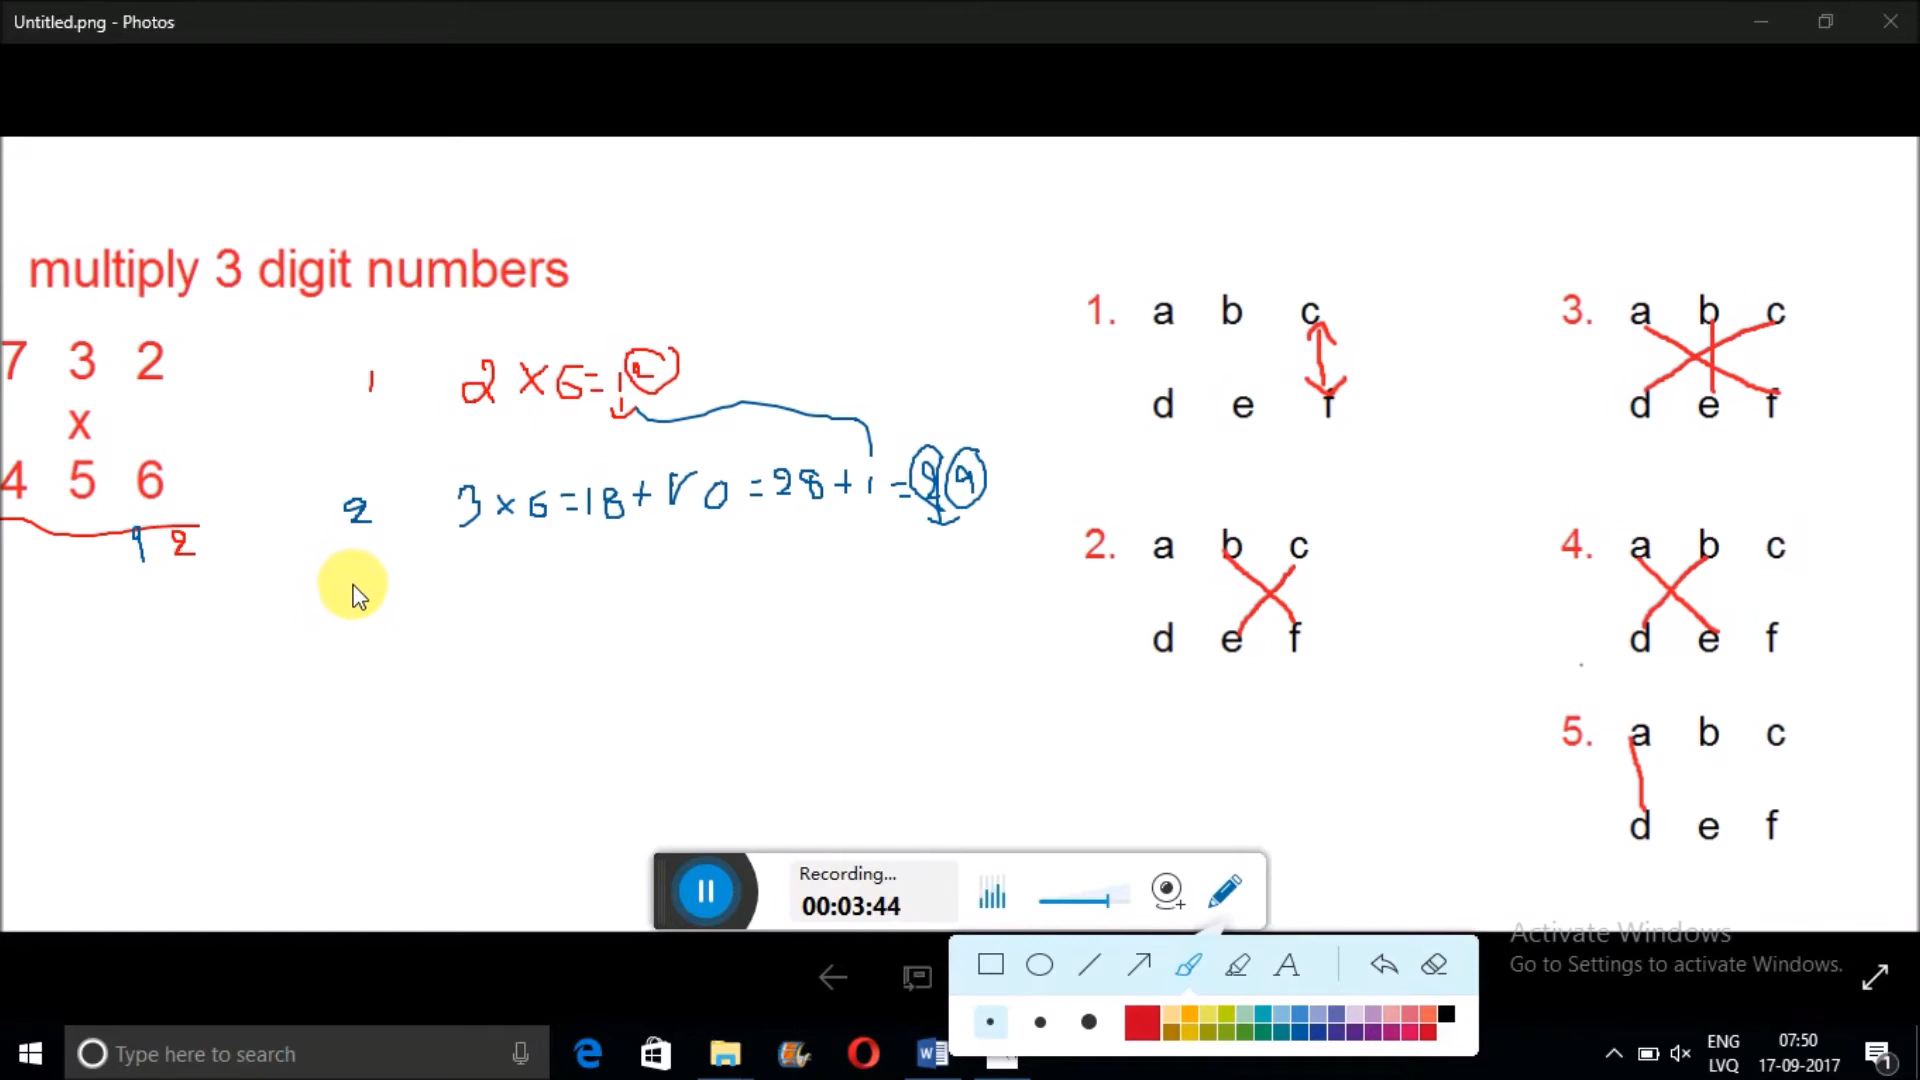 Untitled.png - Photos
multiply 3 digit numbers
7 3 2
x
4 5 6
9 2
1 2 × 6 = 12
2 3 × 6 = 18 + 10 = 28 + 1 = 29
1. a b c
d e f
2. a b c
d e f
3. a b c
d e f
4. a b c
d e f
5. a b c
d e f
Recording...
00:03:44
A
Activate Windows
Go to Settings to activate Windows.
Type here to search
ENG
LVQ
07:50
17-09-2017
1